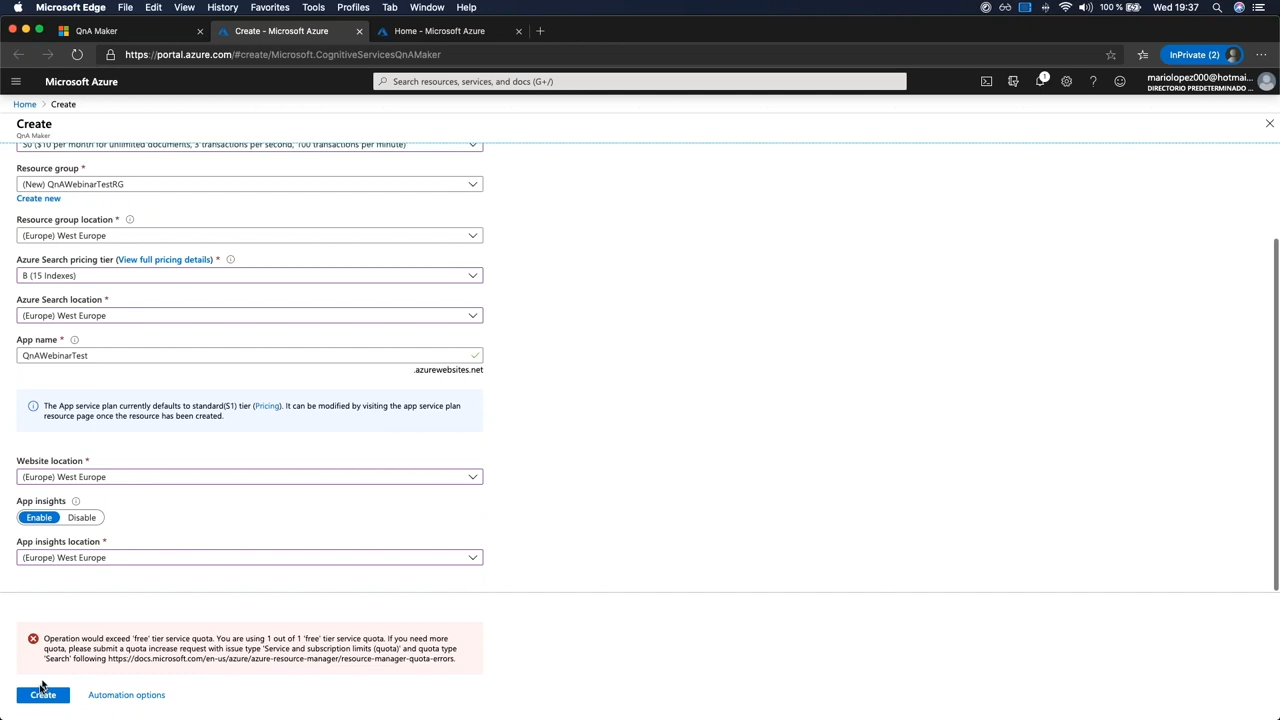 Microsoft Edge File Edit View History Favorites Tools Profiles Tab Window Help 100 % Wed 19:37
QnA Maker Create - Microsoft Azure Home - Microsoft Azure
https://portal.azure.com/#create/Microsoft.CognitiveServicesQnAMaker InPrivate (2)
Microsoft Azure Search resources, services, and docs (G+/) 1 mariolopez000@hotmai...
DIRECTORIO PREDETERMINADO ...
Home > Create
Create
QnA Maker
S0 ($10 per month for unlimited documents, 3 transactions per second, 100 transactions per minute)
Resource group *
(New) QnAWebinarTestRG
Create new
Resource group location *
(Europe) West Europe
Azure Search pricing tier (View full pricing details) *
B (15 Indexes)
Azure Search location *
(Europe) West Europe
App name *
QnAWebinarTest
.azurewebsites.net
The App service plan currently defaults to standard(S1) tier (Pricing). It can be modified by visiting the app service plan
resource page once the resource has been created.
Website location *
(Europe) West Europe
App insights
Enable Disable
App insights location *
(Europe) West Europe
Operation would exceed 'free' tier service quota. You are using 1 out of 1 'free' tier service quota. If you need more
quota, please submit a quota increase request with issue type 'Service and subscription limits (quota)' and quota type
'Search' following https://docs.microsoft.com/en-us/azure/azure-resource-manager/resource-manager-quota-errors.
Create Automation options